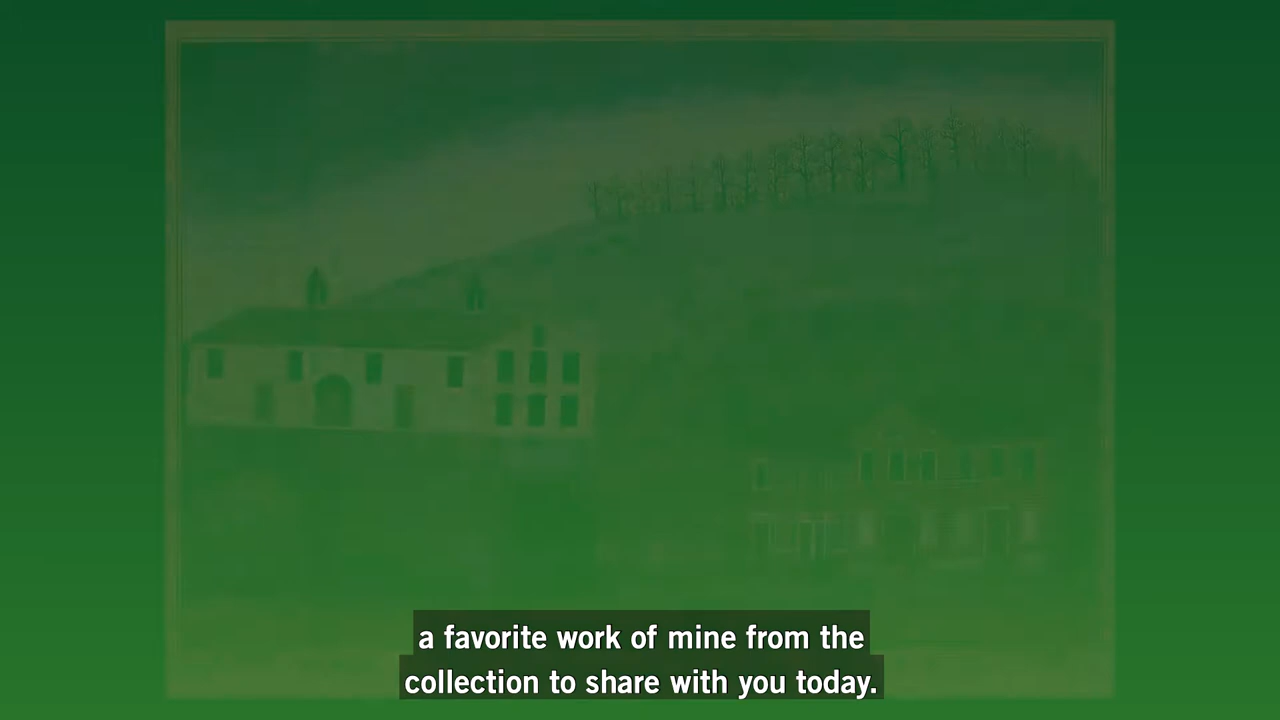 a favorite work of mine from the
collection to share with you today.